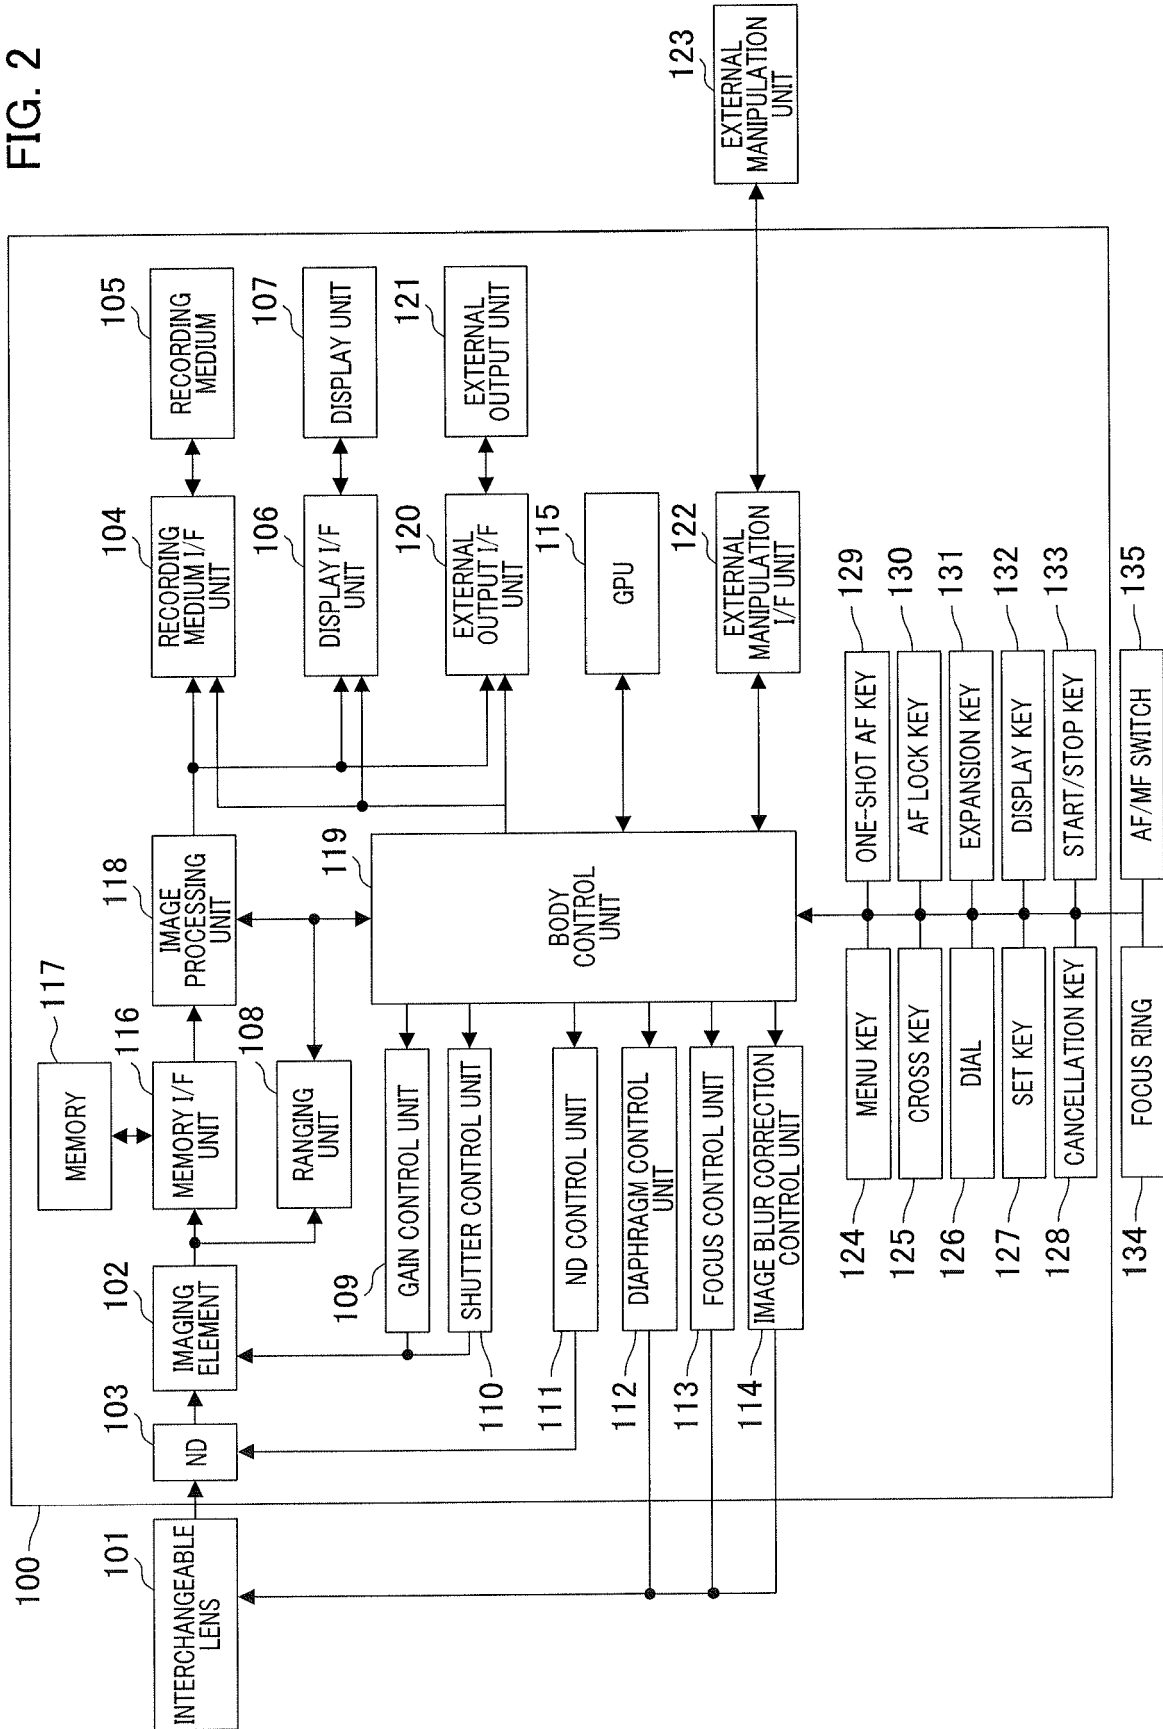 FIG. 2
100
101
INTERCHANGEABLE
LENS
103
ND
102
IMAGING
ELEMENT
117
MEMORY
116
MEMORY I/F
UNIT
108
RANGING
UNIT
118
IMAGE
PROCESSING
UNIT
104
RECORDING
MEDIUM I/F
UNIT
105
RECORDING
MEDIUM
106
DISPLAY I/F
UNIT
107
DISPLAY UNIT
120
EXTERNAL
OUTPUT I/F
UNIT
121
EXTERNAL
OUTPUT UNIT
115
GPU
122
EXTERNAL
MANIPULATION
I/F UNIT
123
EXTERNAL
MANIPULATION
UNIT
119
BODY
CONTROL
UNIT
109
GAIN CONTROL UNIT
110
SHUTTER CONTROL UNIT
111
ND CONTROL UNIT
112
DIAPHRAGM CONTROL
UNIT
113
FOCUS CONTROL UNIT
114
IMAGE BLUR CORRECTION
CONTROL UNIT
124
MENU KEY
125
CROSS KEY
126
DIAL
127
SET KEY
128
CANCELLATION KEY
134
FOCUS RING
129
ONE-SHOT AF KEY
130
AF LOCK KEY
131
EXPANSION KEY
132
DISPLAY KEY
133
START/STOP KEY
135
AF/MF SWITCH